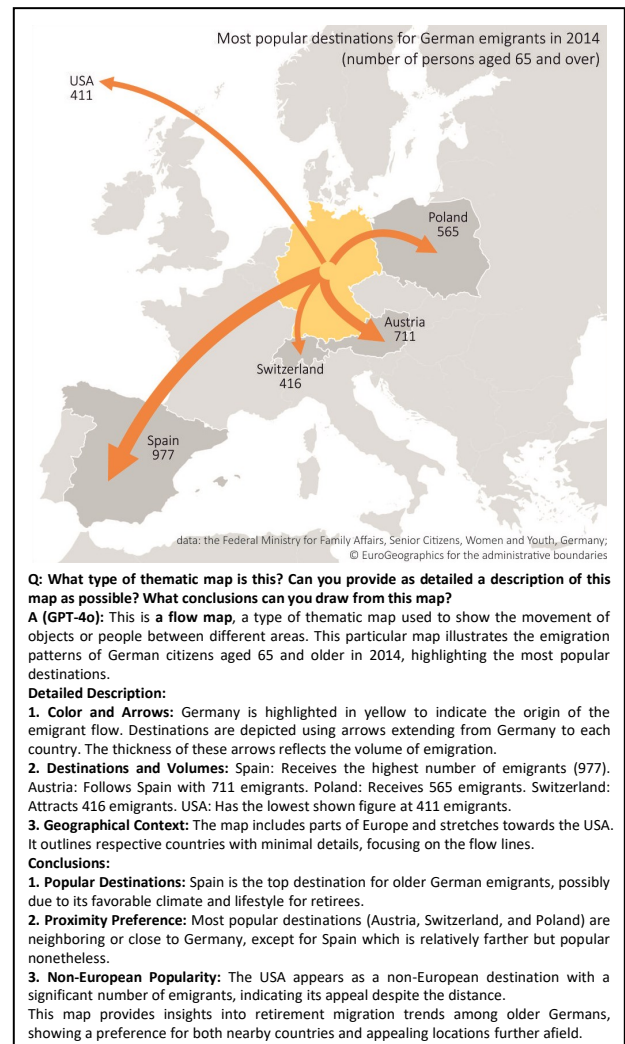 Most popular destinations for German emigrants in 2014
(number of persons aged 65 and over)
USA
411
Poland
565
Austria
711
Switzerland
416
Spain
977
data: the Federal Ministry for Family Affairs, Senior Citizens, Women and Youth, Germany;
© EuroGeographics for the administrative boundaries
Q: What type of thematic map is this? Can you provide as detailed a description of this
map as possible? What conclusions can you draw from this map?
A (GPT-4o): This is a flow map, a type of thematic map used to show the movement of
objects or people between different areas. This particular map illustrates the emigration
patterns of German citizens aged 65 and older in 2014, highlighting the most popular
destinations.
Detailed Description:
1. Color and Arrows: Germany is highlighted in yellow to indicate the origin of the
emigrant flow. Destinations are depicted using arrows extending from Germany to each
country. The thickness of these arrows reflects the volume of emigration.
2. Destinations and Volumes: Spain: Receives the highest number of emigrants (977).
Austria: Follows Spain with 711 emigrants. Poland: Receives 565 emigrants. Switzerland:
Attracts 416 emigrants. USA: Has the lowest shown figure at 411 emigrants.
3. Geographical Context: The map includes parts of Europe and stretches towards the USA.
It outlines respective countries with minimal details, focusing on the flow lines.
Conclusions:
1. Popular Destinations: Spain is the top destination for older German emigrants, possibly
due to its favorable climate and lifestyle for retirees.
2. Proximity Preference: Most popular destinations (Austria, Switzerland, and Poland) are
neighboring or close to Germany, except for Spain which is relatively farther but popular
nonetheless.
3. Non-European Popularity: The USA appears as a non-European destination with a
significant number of emigrants, indicating its appeal despite the distance.
This map provides insights into retirement migration trends among older Germans,
showing a preference for both nearby countries and appealing locations further afield.